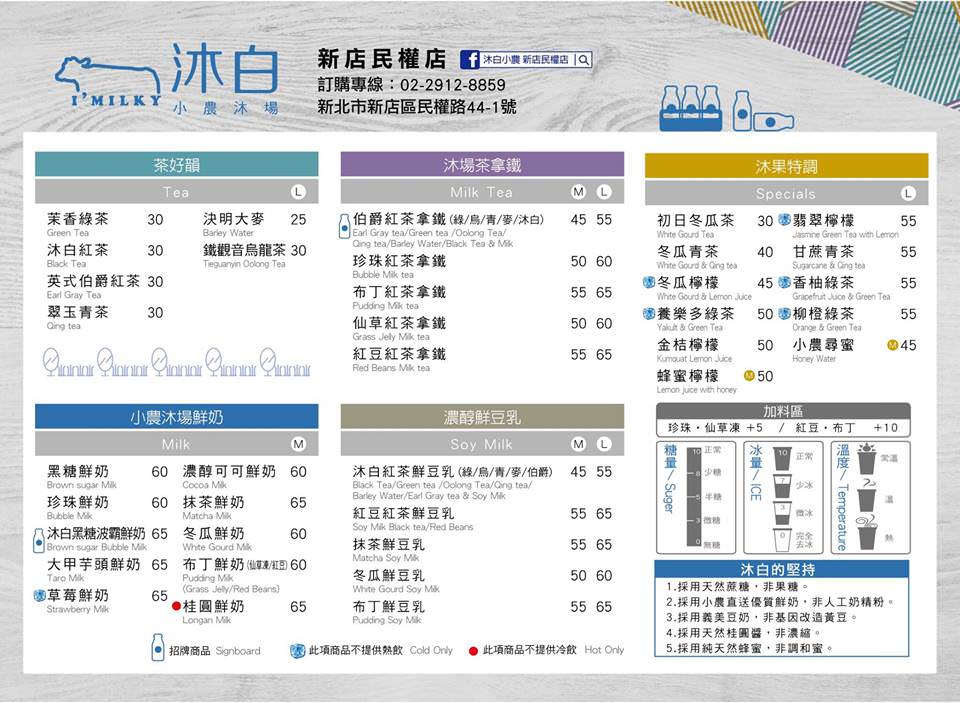 沐白
I'MILKY
小農沐場
新店民權店
沐白小農 新店民權店
訂購專線：02-2912-8859
新北市新店區民權路44-1號
茶好韻
Tea
L
茉香綠茶 30
Green Tea
沐白紅茶 30
Black Tea
英式伯爵紅茶 30
Earl Gray Tea
翠玉青茶 30
Qing tea
決明大麥 25
Barley Water
鐵觀音烏龍茶 30
Tieguanyin Oolong Tea
沐場茶拿鐵
Milk Tea
M L
伯爵紅茶拿鐵 (綠/烏/青/麥/沐白) 45 55
Earl Gray tea/Green tea /Oolong Tea/
Qing tea/Barley Water/Black Tea & Milk
珍珠紅茶拿鐵 50 60
Bubble Milk tea
布丁紅茶拿鐵 55 65
Pudding Milk tea
仙草紅茶拿鐵 50 60
Grass Jelly Milk tea
紅豆紅茶拿鐵 55 65
Red Beans Milk tea
沐果特調
Specials
L
初日冬瓜茶 30
White Gourd Tea
冬瓜青茶 40
White Gourd & Qing tea
冬瓜檸檬 45
White Gourd & Lemon Juice
養樂多綠茶 50
Yakult & Green Tea
金桔檸檬 50
Kumquat Lemon Juice
蜂蜜檸檬 M 50
Lemon juice with honey
翡翠檸檬 55
Jasmine Green Tea with Lemon
甘蔗青茶 55
Sugarcane & Qing tea
香柚綠茶 55
Grapefruit Juice & Green Tea
柳橙綠茶 55
Orange & Green Tea
小農尋蜜 M 45
Honey Water
小農沐場鮮奶
Milk
M
黑糖鮮奶 60
Brown sugar Milk
珍珠鮮奶 60
Bubble Milk
沐白黑糖波霸鮮奶 65
Brown sugar Bubble Milk
大甲芋頭鮮奶 65
Taro Milk
草莓鮮奶 65
Strawberry Milk
濃醇可可鮮奶 60
Cocoa Milk
抹茶鮮奶 65
Matcha Milk
冬瓜鮮奶 60
White Gourd Milk
布丁鮮奶 (仙草凍/紅豆) 60
Pudding Milk
(Grass Jelly/Red Beans)
桂圓鮮奶 65
Longan Milk
濃醇鮮豆乳
Soy Milk
M L
沐白紅茶鮮豆乳 (綠/烏/青/麥/伯爵) 45 55
Black Tea/Green tea /Oolong Tea/Qing tea/
Barley Water/Earl Gray tea & Soy Milk
紅豆紅茶鮮豆乳 55 65
Soy Milk Black tea/Red Beans
抹茶鮮豆乳 55 65
Matcha Soy Milk
冬瓜鮮豆乳 50 60
White Gourd Soy Milk
布丁鮮豆乳 55 65
Pudding Soy Milk
加料區
珍珠・仙草凍 +5 / 紅豆・布丁 +10
糖量/ Suger
10 正常
8 少糖
5 半糖
3 微糖
0 無糖
冰量/ ICE
10 正常
7 少冰
3 微冰
0 完全去冰
溫度/ Temperature
常溫
溫
熱
沐白的堅持
1.採用天然蔗糖，非果糖。
2.採用小農直送優質鮮奶，非人工奶精粉。
3.採用義美豆奶，非基因改造黃豆。
4.採用天然桂圓醬，非濃縮。
5.採用純天然蜂蜜，非調和蜜。
招牌商品 Signboard
此項商品不提供熱飲 Cold Only
此項商品不提供冷飲 Hot Only